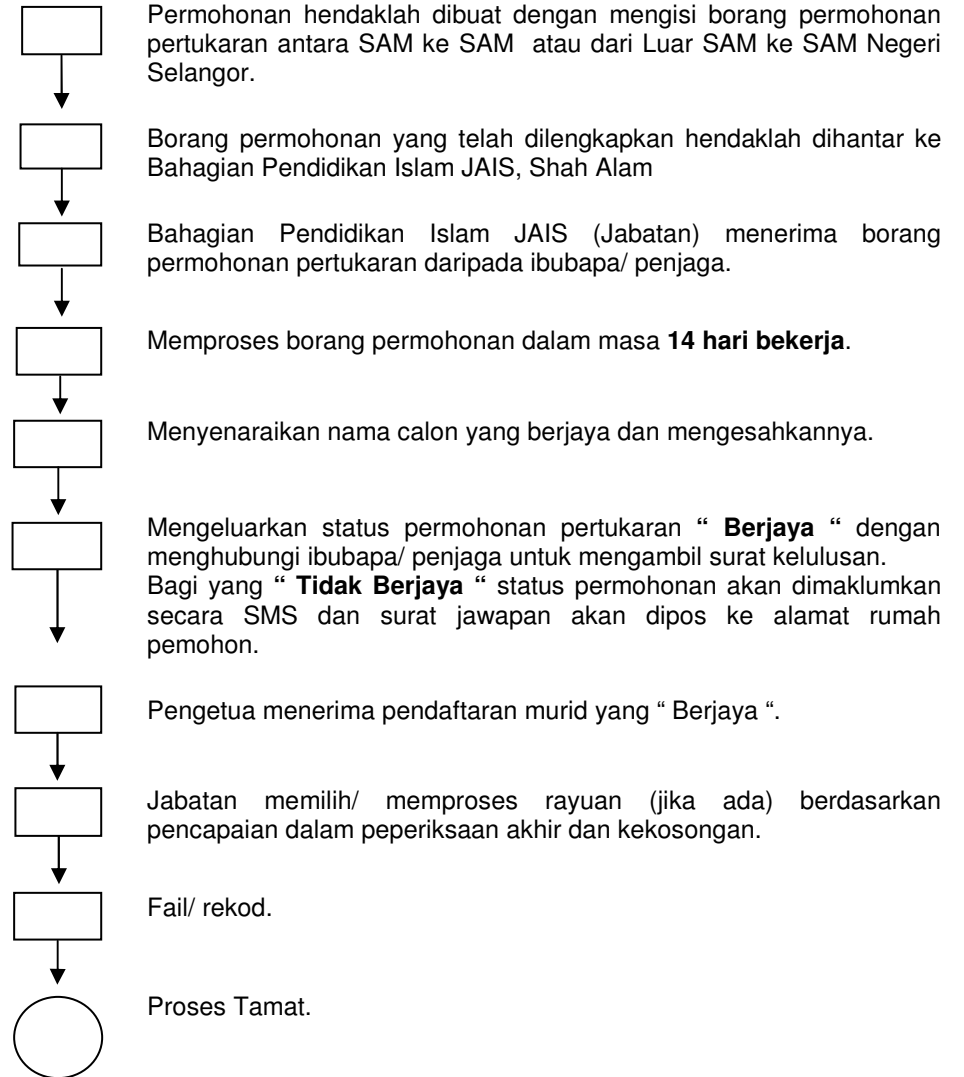 Permohonan hendaklah dibuat dengan mengisi borang permohonan
pertukaran antara SAM ke SAM atau dari Luar SAM ke SAM Negeri
Selangor.
Borang permohonan yang telah dilengkapkan hendaklah dihantar ke
Bahagian Pendidikan Islam JAIS, Shah Alam
Bahagian Pendidikan Islam JAIS (Jabatan) menerima borang
permohonan pertukaran daripada ibubapa/ penjaga.
Memproses borang permohonan dalam masa 14 hari bekerja.
Menyenaraikan nama calon yang berjaya dan mengesahkannya.
Mengeluarkan status permohonan pertukaran “ Berjaya “ dengan
menghubungi ibubapa/ penjaga untuk mengambil surat kelulusan.
Bagi yang “ Tidak Berjaya “ status permohonan akan dimaklumkan
secara SMS dan surat jawapan akan dipos ke alamat rumah
pemohon.
Pengetua menerima pendaftaran murid yang “ Berjaya “.
Jabatan memilih/ memproses rayuan (jika ada) berdasarkan
pencapaian dalam peperiksaan akhir dan kekosongan.
Fail/ rekod.
Proses Tamat.